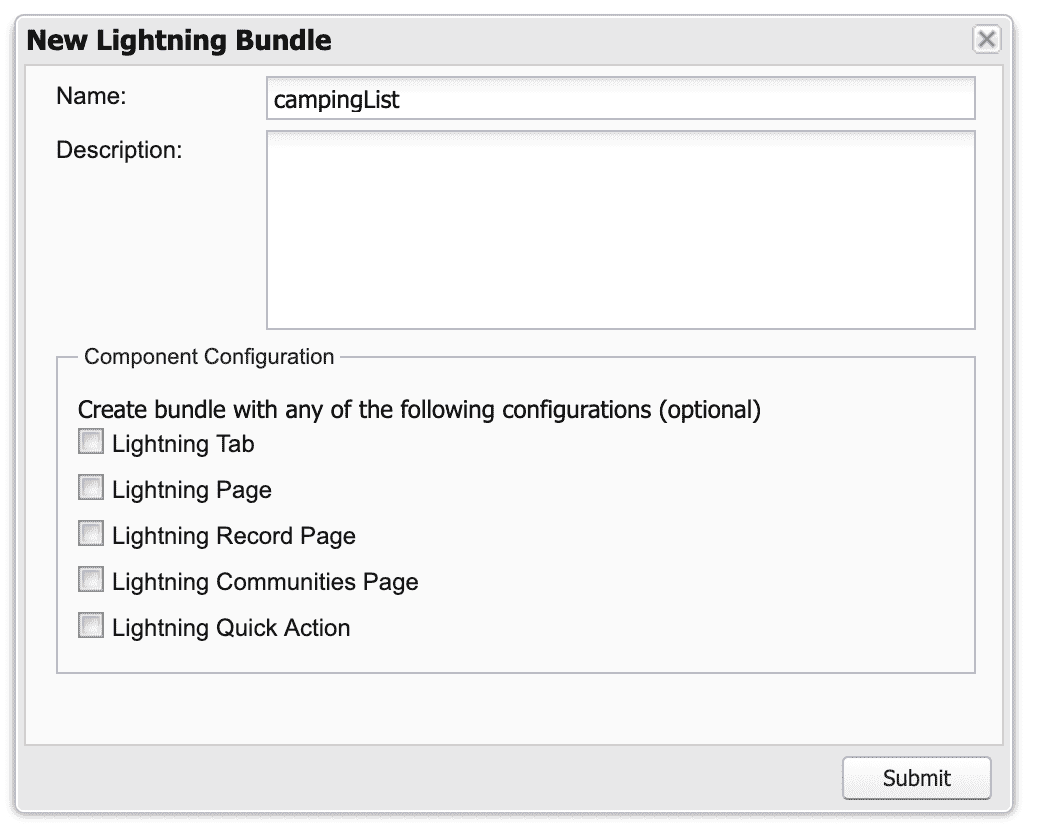 New Lightning Bundle
Name:
campingList
Description:
Component Configuration
Create bundle with any of the following configurations (optional)
Lightning Tab
Lightning Page
Lightning Record Page
Lightning Communities Page
Lightning Quick Action
Submit